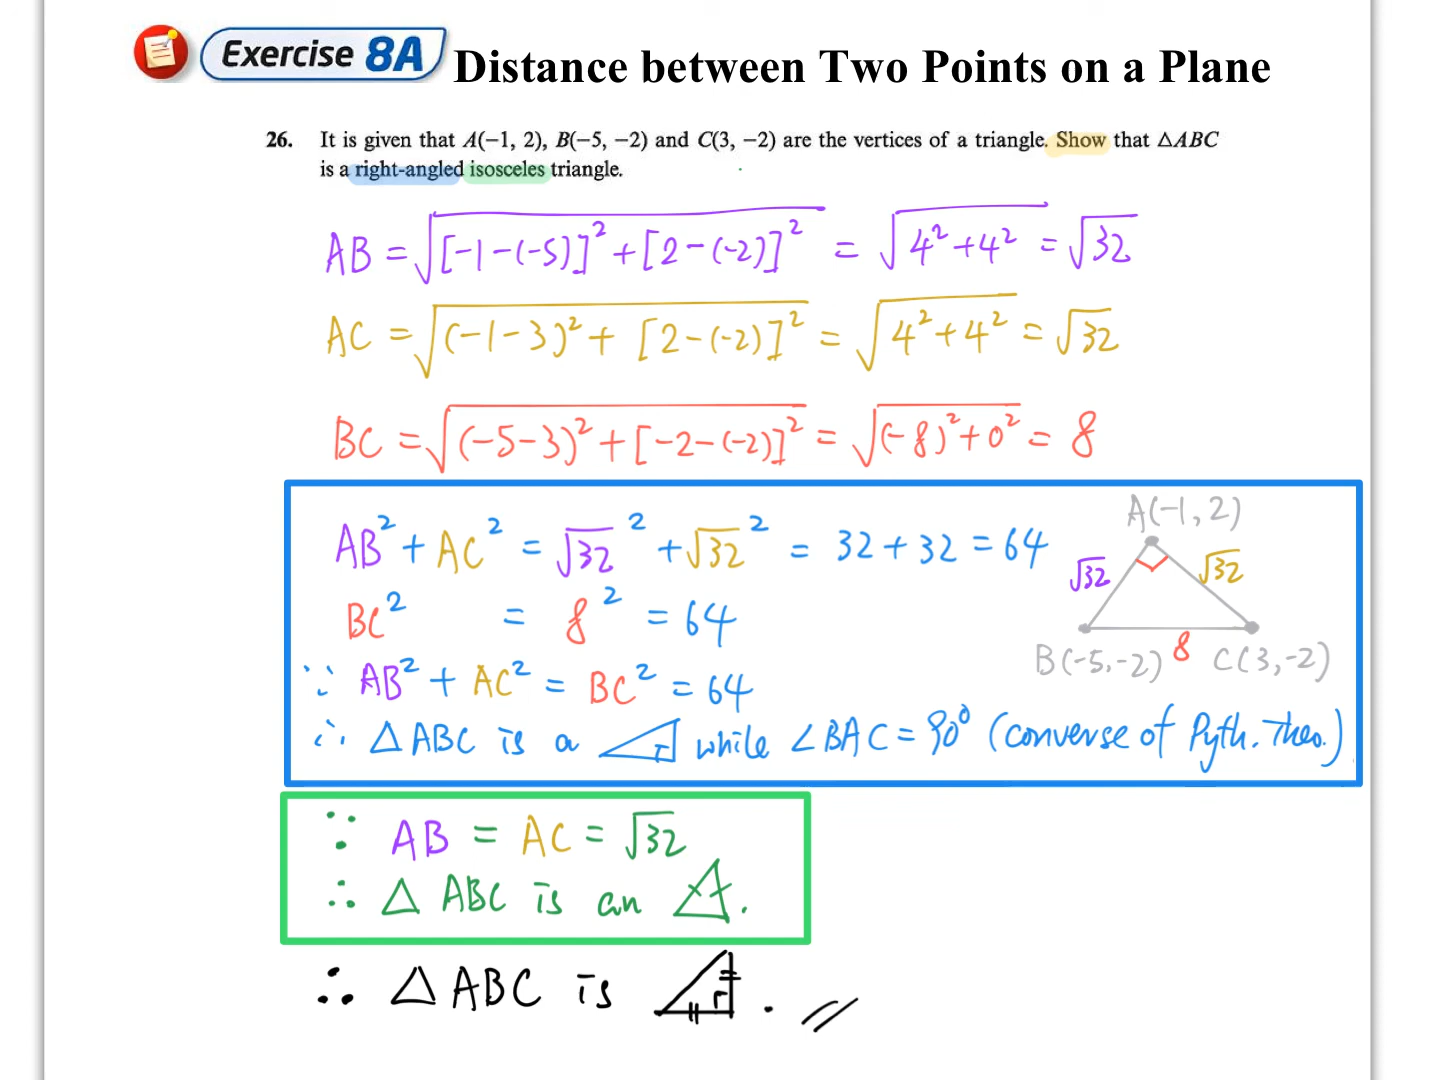 Exercise 8A Distance between Two Points on a Plane
26. It is given that A(−1, 2), B(−5, −2) and C(3, −2) are the vertices of a triangle. Show that △ABC
is a right-angled isosceles triangle.
AB = √([-1-(-5)]² + [2-(-2)]²) = √(4²+4²) = √32
AC = √((-1-3)² + [2-(-2)]²) = √(4²+4²) = √32
BC = √((-5-3)² + [-2-(-2)]²) = √((-8)²+0²) = 8
A(-1, 2)
AB² + AC² = √32² + √32² = 32 + 32 = 64
√32 √32
BC² = 8² = 64
B(-5, -2) 8 C(3, -2)
∵ AB² + AC² = BC² = 64
∴ △ABC is a ⊿ while ∠BAC = 90° (converse of Pyth. Theo.)
∵ AB = AC = √32
∴ △ABC is an △.
∴ △ABC is ⊿. //